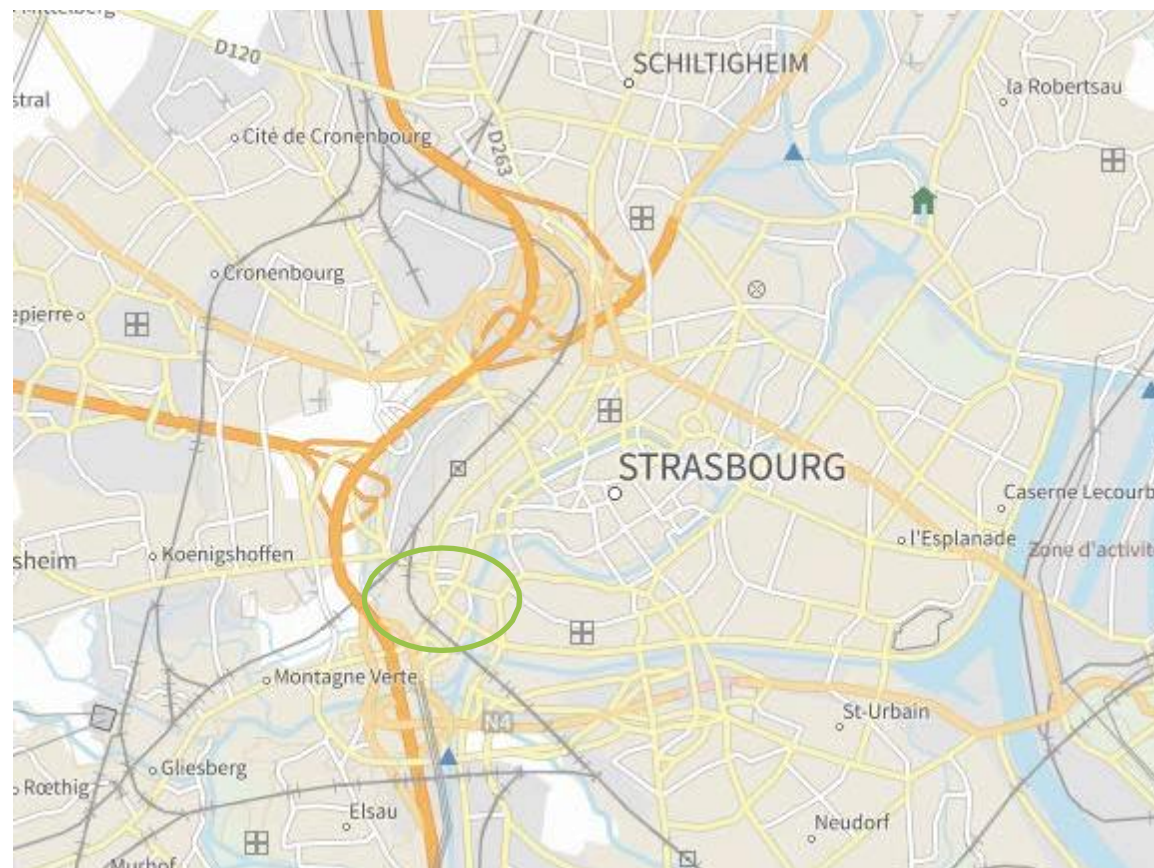 D120
SCHILTIGHEIM
la Robertsau
stral
Cité de Cronenbourg
D263
Cronenbourg
epierre
STRASBOURG
Caserne Lecourb
l'Esplanade
Zone d'activit
sheim
Koenigshoffen
Montagne Verte
St-Urbain
N4
Gliesberg
Rœthig
Elsau
Neudorf
Murhof